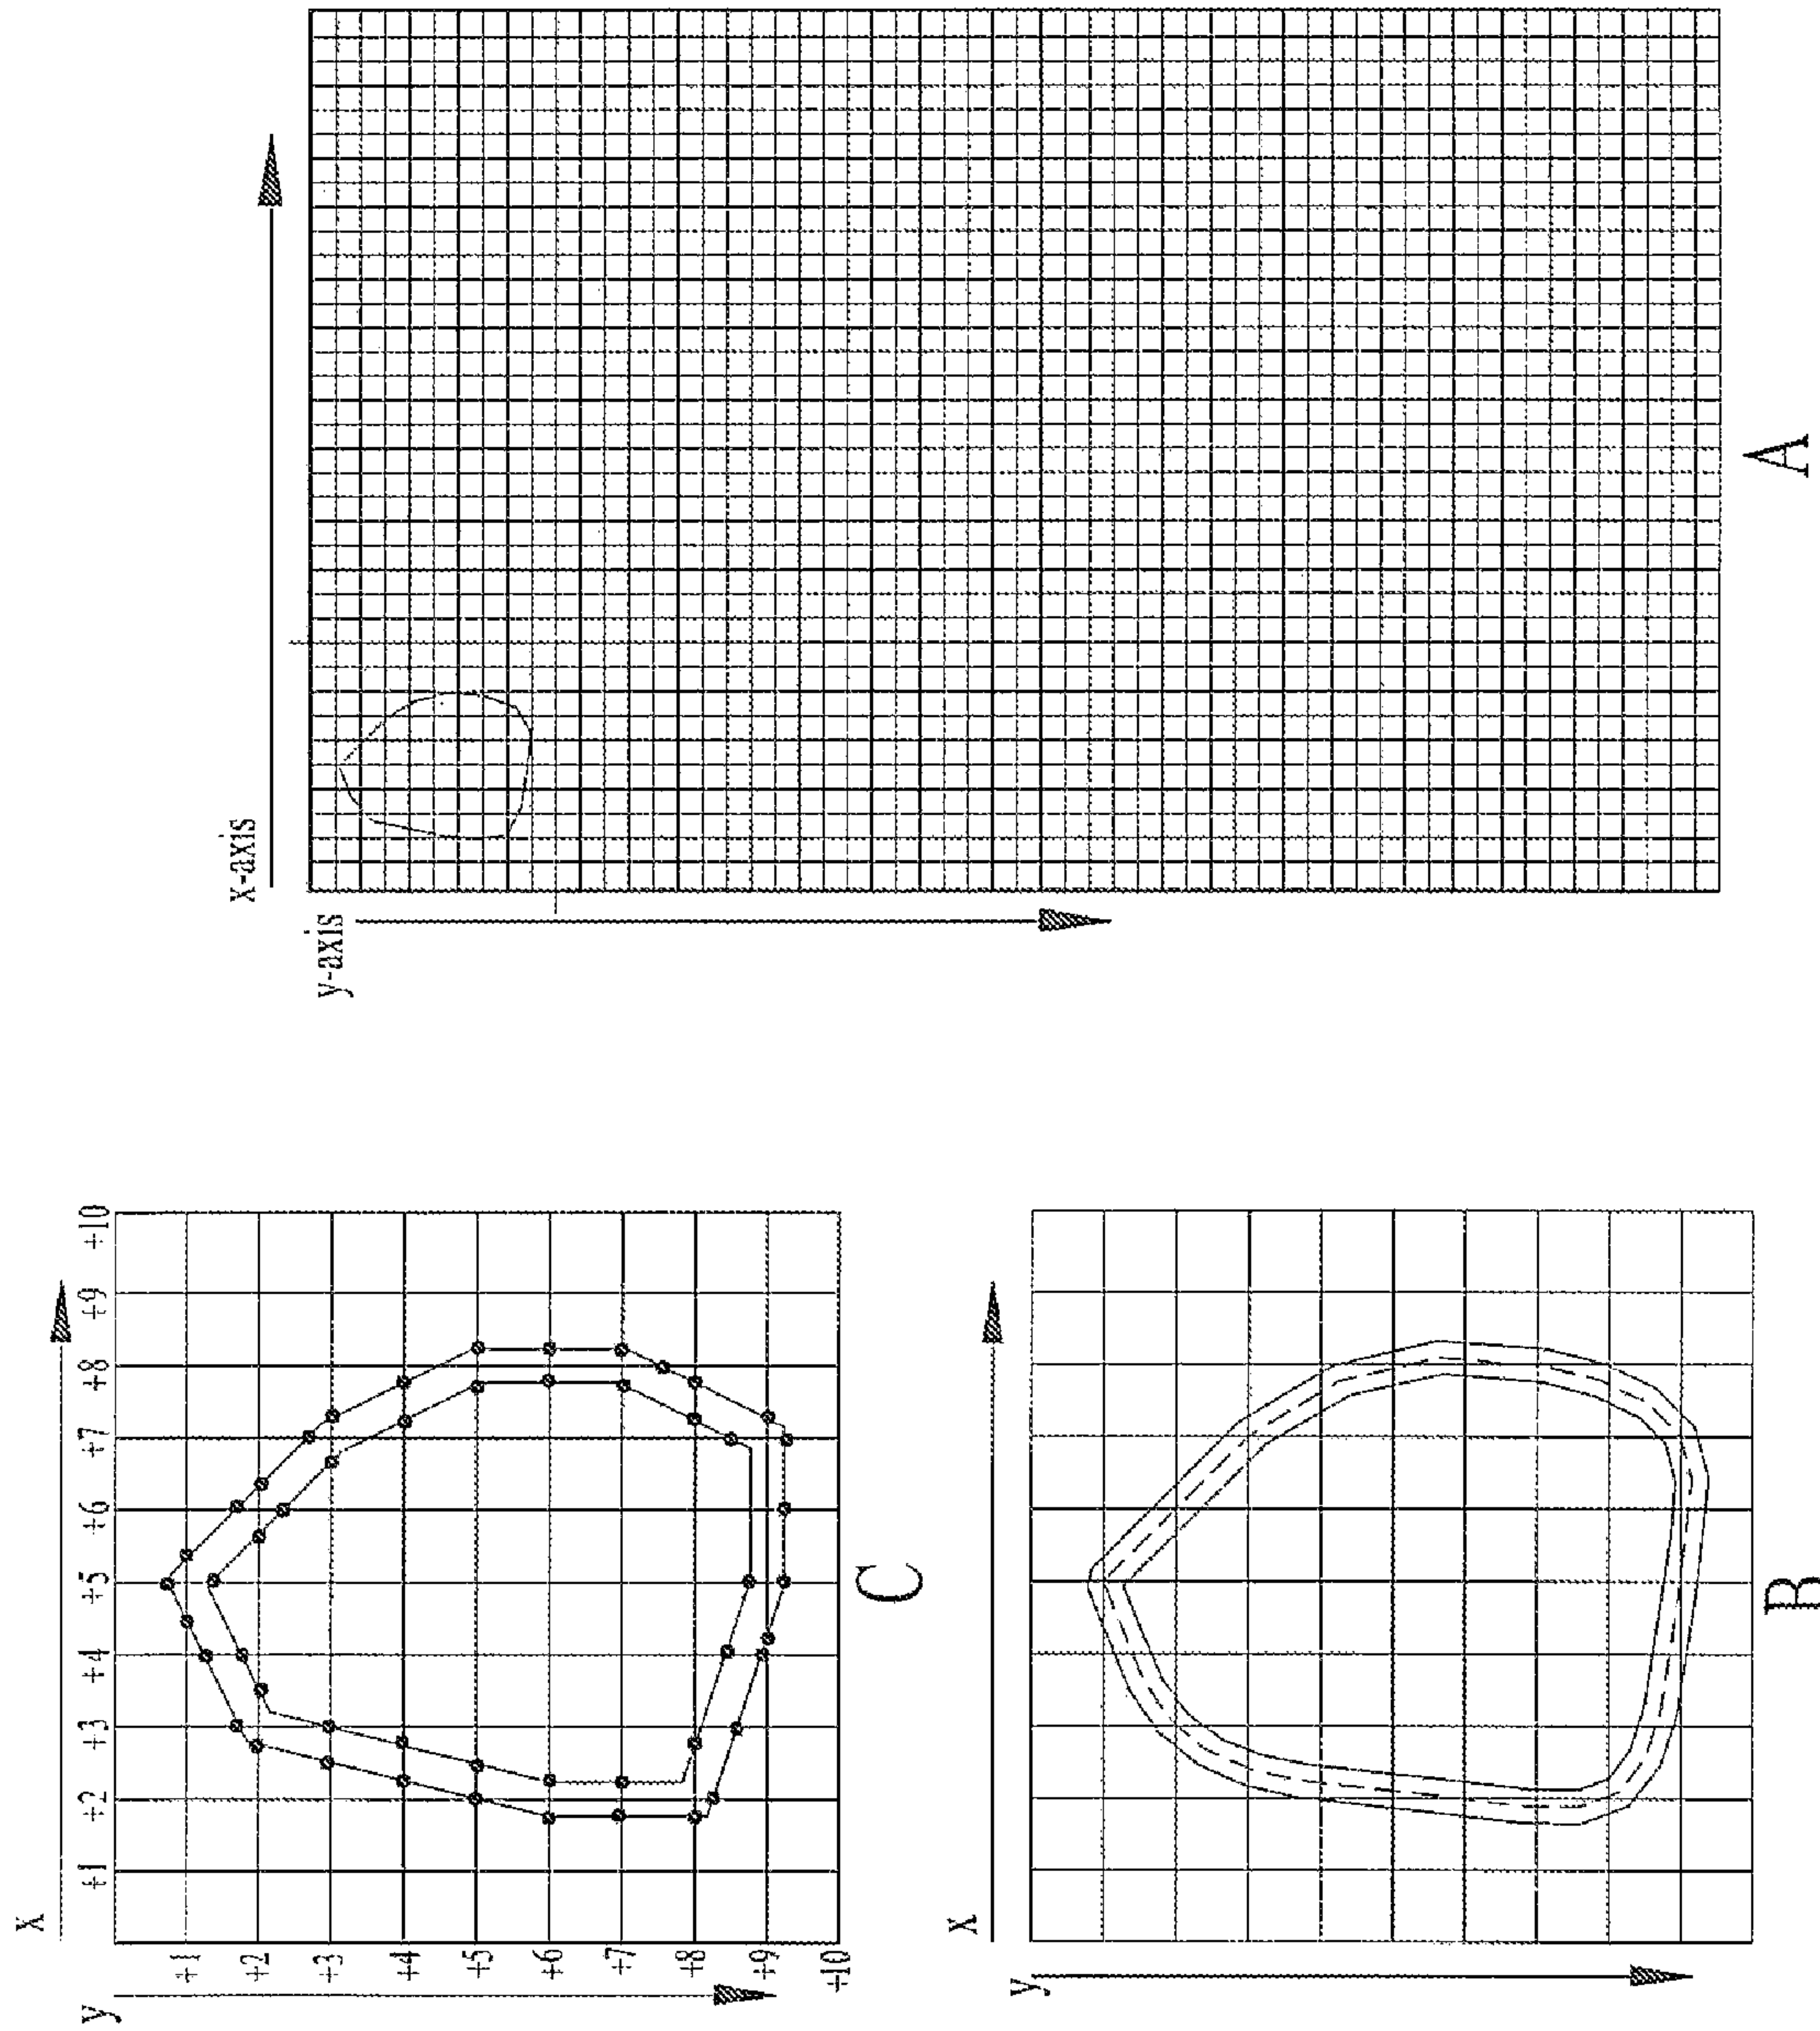 x-axis
y-axis
A
x
+1 +2 +3 +4 +5 +6 +7 +8 +9 +10
y
+1
+2
+3
+4
+5
+6
+7
+8
+9
+10
C
x
y
B